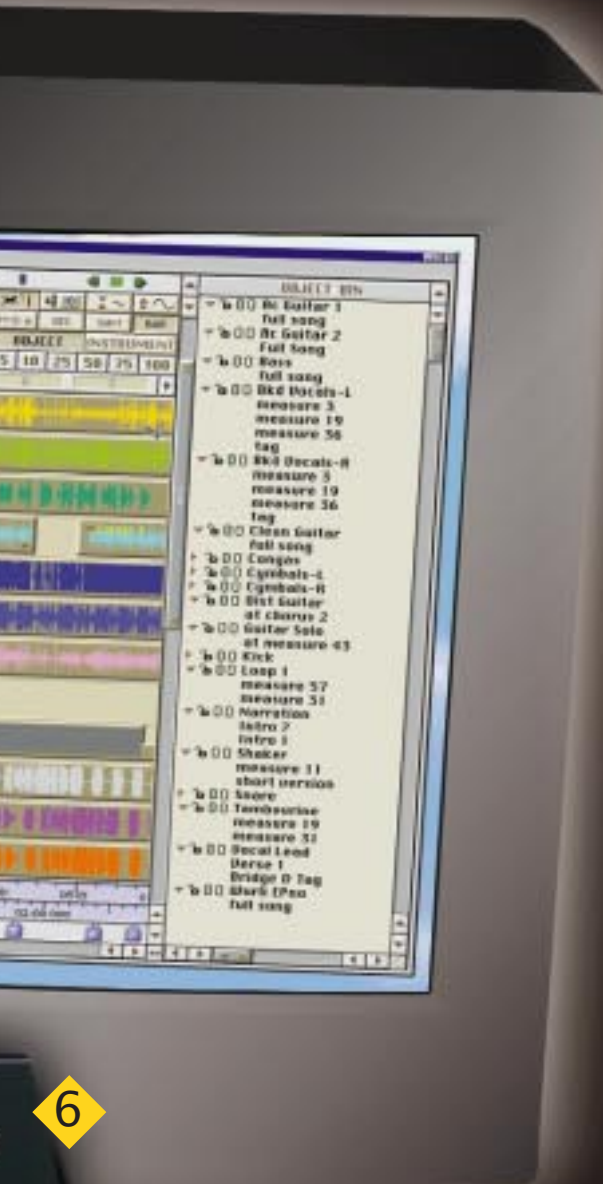 OBJECT BIN
Ac Guitar 1
full song
Ac Guitar 2
Full Song
Bass
full song
Bkd Vocals-L
measure 3
measure 19
measure 36
tag
Bkd Vocals-R
measure 3
measure 19
measure 36
tag
Clean Guitar
full song
Congas
Cymbals-L
Cymbals-R
Dist Guitar
at chorus 2
Guitar Solo
at measure 43
Kick
Loop 1
measure 57
measure 51
Narration
Intro 2
Intro 1
Shaker
measure 11
short version
Snare
Tambourine
measure 19
measure 51
Vocal Lead
Verse 1
Bridge & Tag
full song
OBJECT INSTRUMENT
5 10 25 50 75 100
6